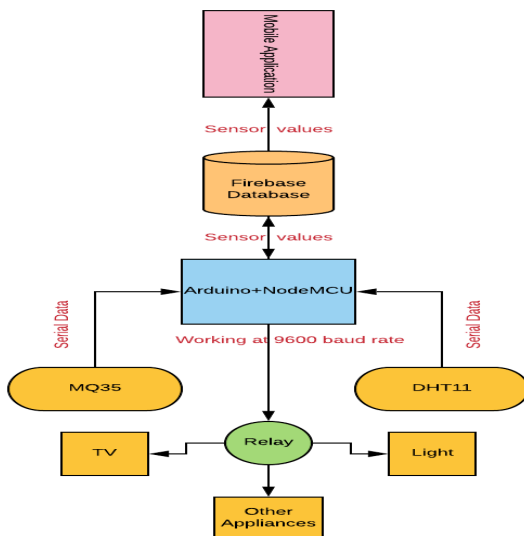 Mobile Application
Sensor values
Firebase
Database
Sensor values
Arduino+NodeMCU
Serial Data
Serial Data
Working at 9600 baud rate
MQ35
DHT11
Relay
TV
Light
Other
Appliances